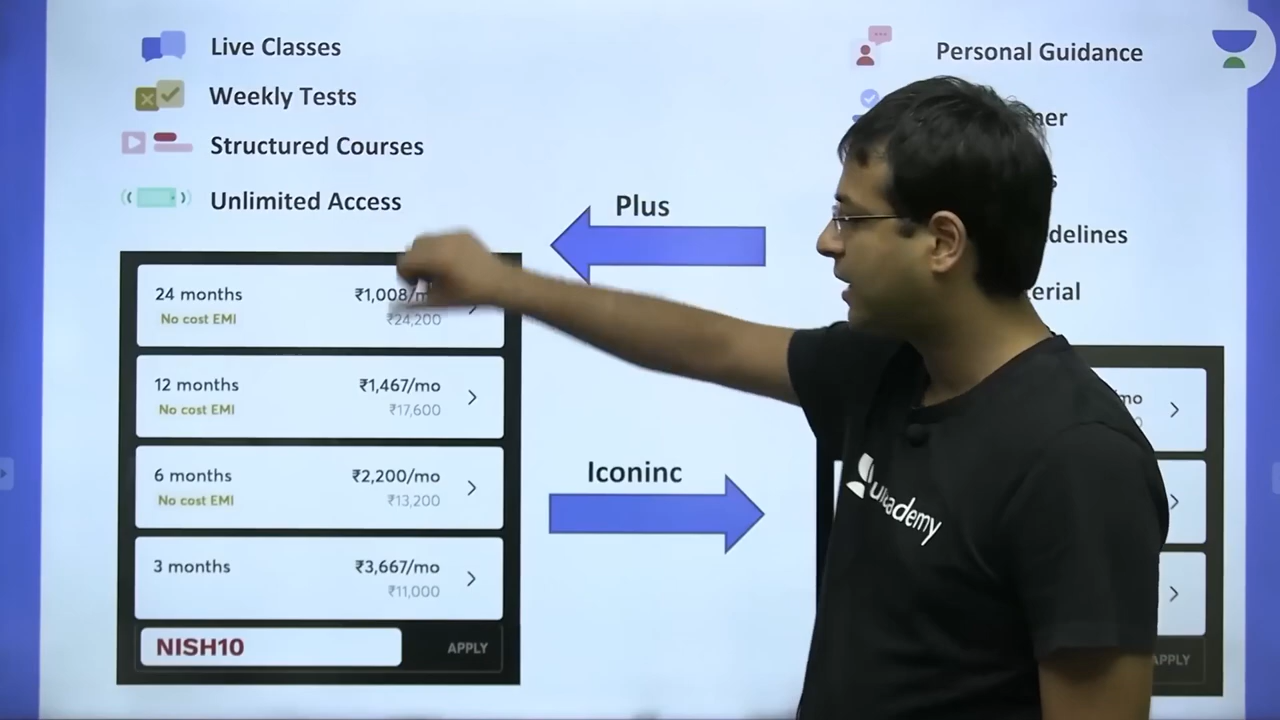 Live Classes
Weekly Tests
Structured Courses
Unlimited Access
24 months
No cost EMI
₹24,200
12 months
₹1,467/mo
No cost EMI
₹17,600
6 months
₹2,200/mo
No cost EMI
₹13,200
3 months
₹3,667/mo
₹11,000
NISH10
APPLY
Plus
Iconinc
Personal Guidance
APPLY
unacademy